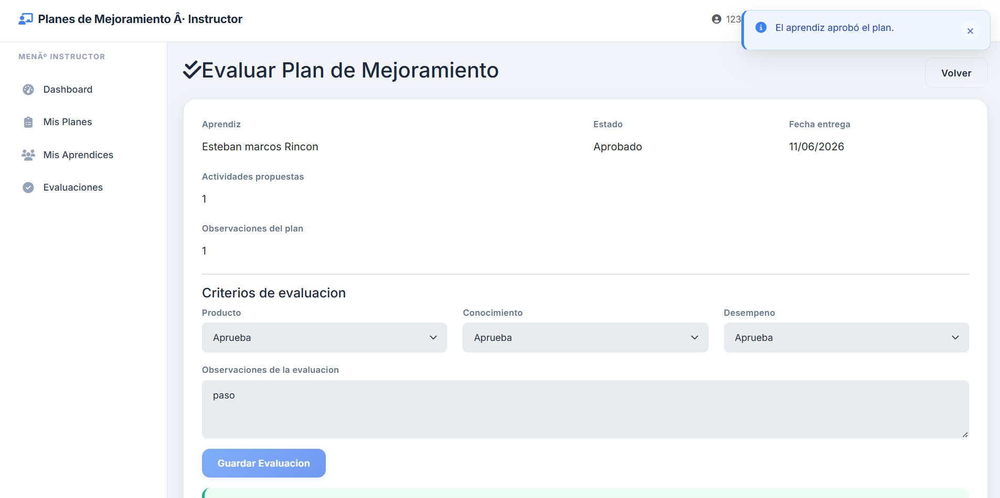 Planes de Mejoramiento Â· Instructor
123
El aprendiz aprobó el plan.
MENÃº INSTRUCTOR
Dashboard
Mis Planes
Mis Aprendices
Evaluaciones
Evaluar Plan de Mejoramiento
Volver
Aprendiz
Estado
Fecha entrega
Esteban marcos Rincon
Aprobado
11/06/2026
Actividades propuestas
1
Observaciones del plan
1
Criterios de evaluacion
Producto
Conocimiento
Desempeno
Aprueba
Aprueba
Aprueba
Observaciones de la evaluacion
paso
Guardar Evaluacion